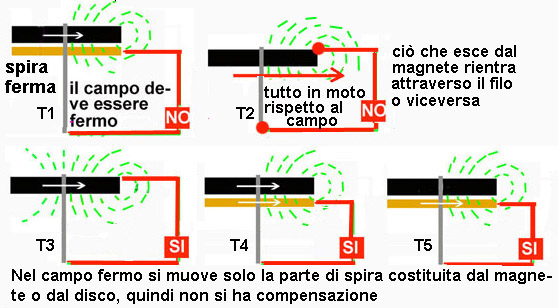 spira
ferma
il campo de-
ve essere
fermo
T1
NO
tutto in moto
rispetto al
campo
T2
NO
ciò che esce dal
magnete rientra
attraverso il filo
o viceversa
T3
SI
T4
SI
T5
SI
Nel campo fermo si muove solo la parte di spira costituita dal magne-
te o dal disco, quindi non si ha compensazione